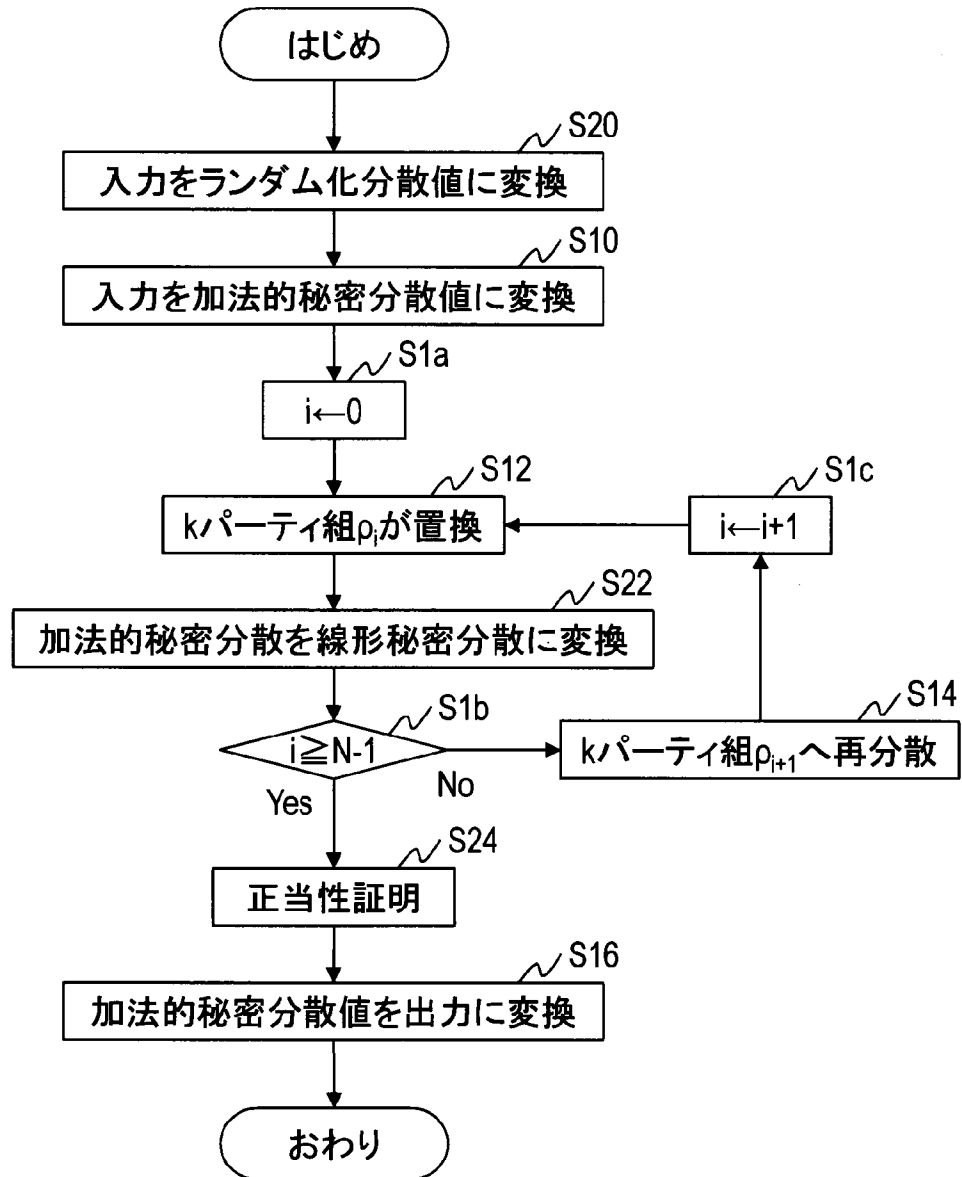 はじめ
S20
入力をランダム化分散値に変換
S10
入力を加法的秘密分散値に変換
S1a
i←0
S12
kパーティ組ρiが置換
S1c
i←i+1
S22
加法的秘密分散を線形秘密分散に変換
S1b
i≧N-1
Yes
No
S14
kパーティ組ρi+1へ再分散
S24
正当性証明
S16
加法的秘密分散値を出力に変換
おわり